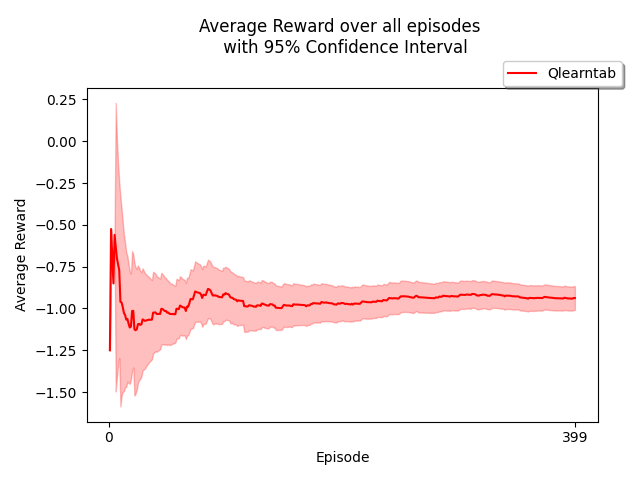 Average Reward over all episodes
with 95% Confidence Interval
Qlearntab
0.25
0.00
−0.25
−0.50
−0.75
−1.00
−1.25
−1.50
Average Reward
0
399
Episode